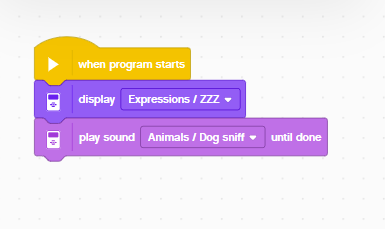 when program starts
display Expressions / ZZZ
play sound Animals / Dog sniff until done